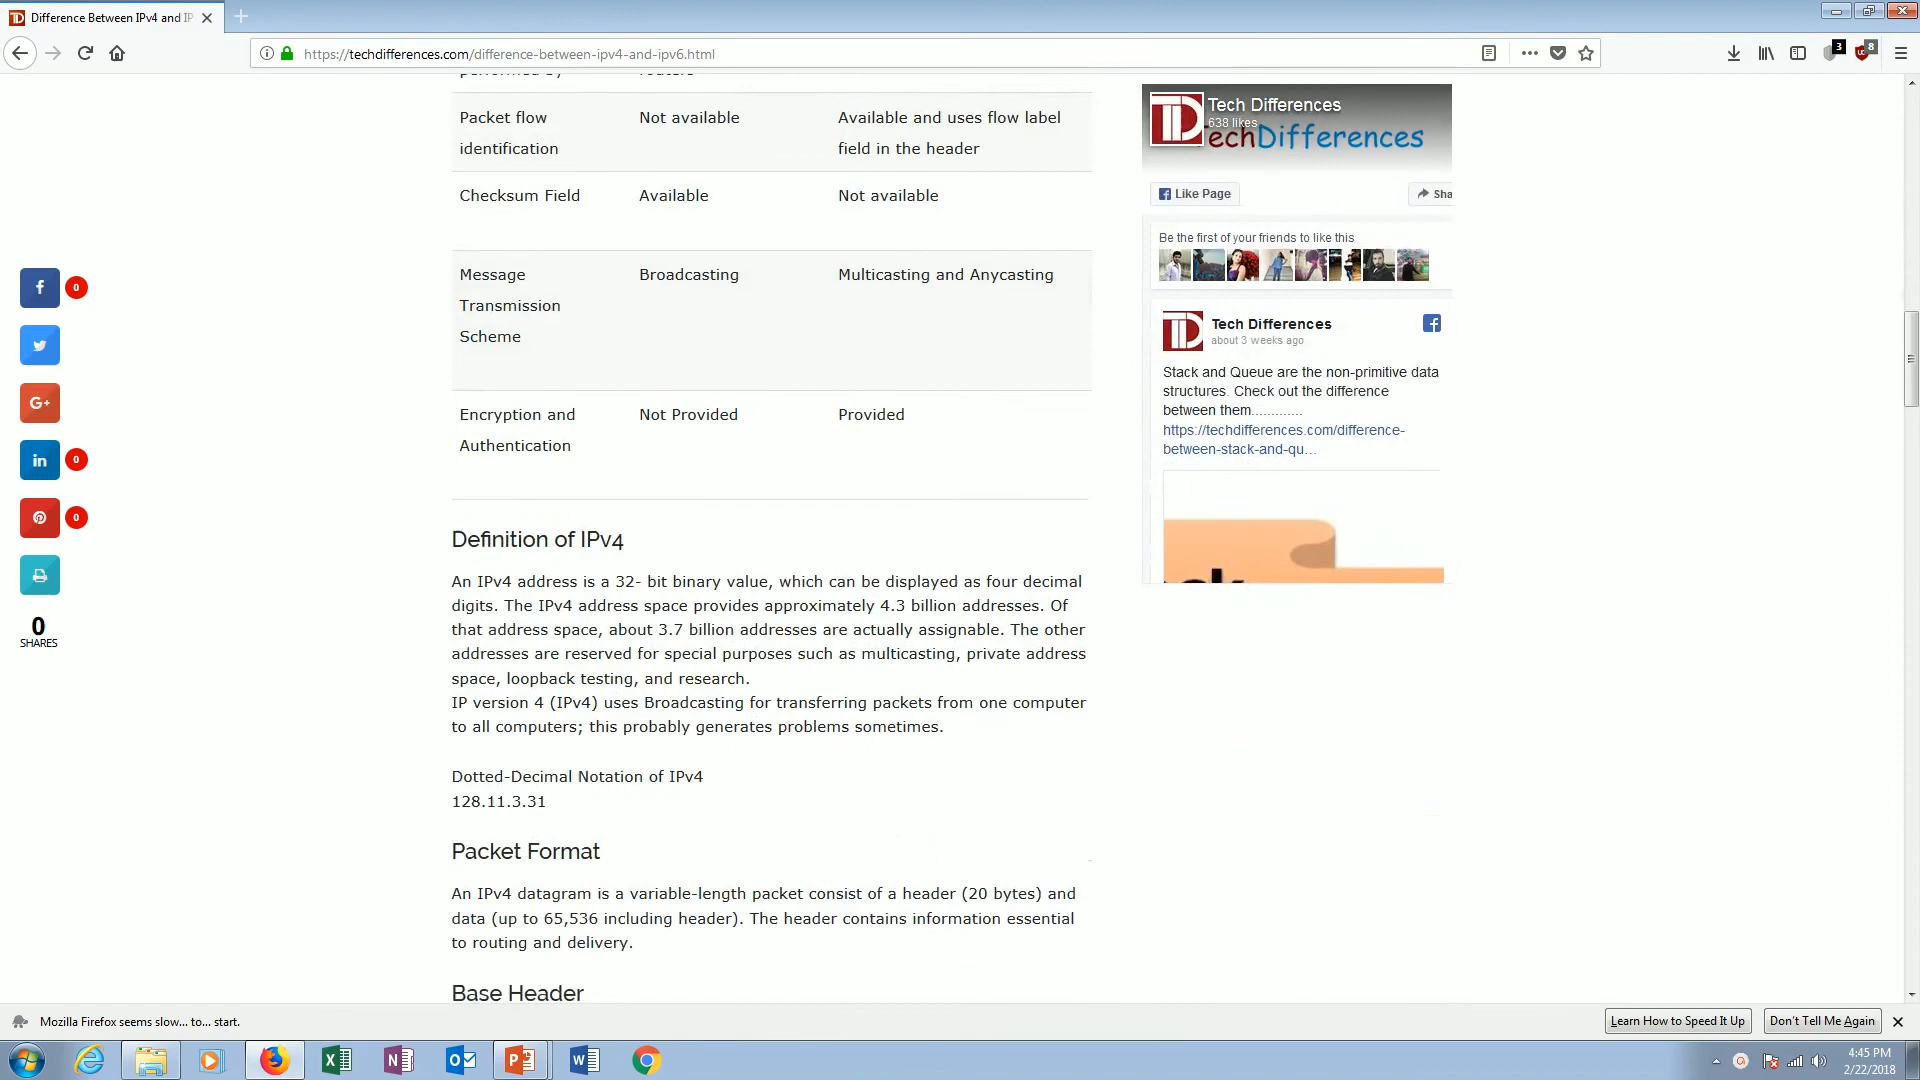 Difference Between IPv4 and IP
https://techdifferences.com/difference-between-ipv4-and-ipv6.html
3
8
performed by
routers
Packet flow Not available Available and uses flow label
identification field in the header
Checksum Field Available Not available
Message Broadcasting Multicasting and Anycasting
Transmission
Scheme
Encryption and Not Provided Provided
Authentication
Definition of IPv4
An IPv4 address is a 32- bit binary value, which can be displayed as four decimal
digits. The IPv4 address space provides approximately 4.3 billion addresses. Of
that address space, about 3.7 billion addresses are actually assignable. The other
addresses are reserved for special purposes such as multicasting, private address
space, loopback testing, and research.
IP version 4 (IPv4) uses Broadcasting for transferring packets from one computer
to all computers; this probably generates problems sometimes.
Dotted-Decimal Notation of IPv4
128.11.3.31
Packet Format
An IPv4 datagram is a variable-length packet consist of a header (20 bytes) and
data (up to 65,536 including header). The header contains information essential
to routing and delivery.
Base Header
Tech Differences
638 likes
TechDifferences
Like Page
Sha
Be the first of your friends to like this
Tech Differences
about 3 weeks ago
Stack and Queue are the non-primitive data
structures. Check out the difference
between them.............
https://techdifferences.com/difference-
between-stack-and-qu…
0
G+
in 0
0
0
SHARES
Mozilla Firefox seems slow... to... start.
Learn How to Speed It Up
Don't Tell Me Again
4:45 PM
2/22/2018